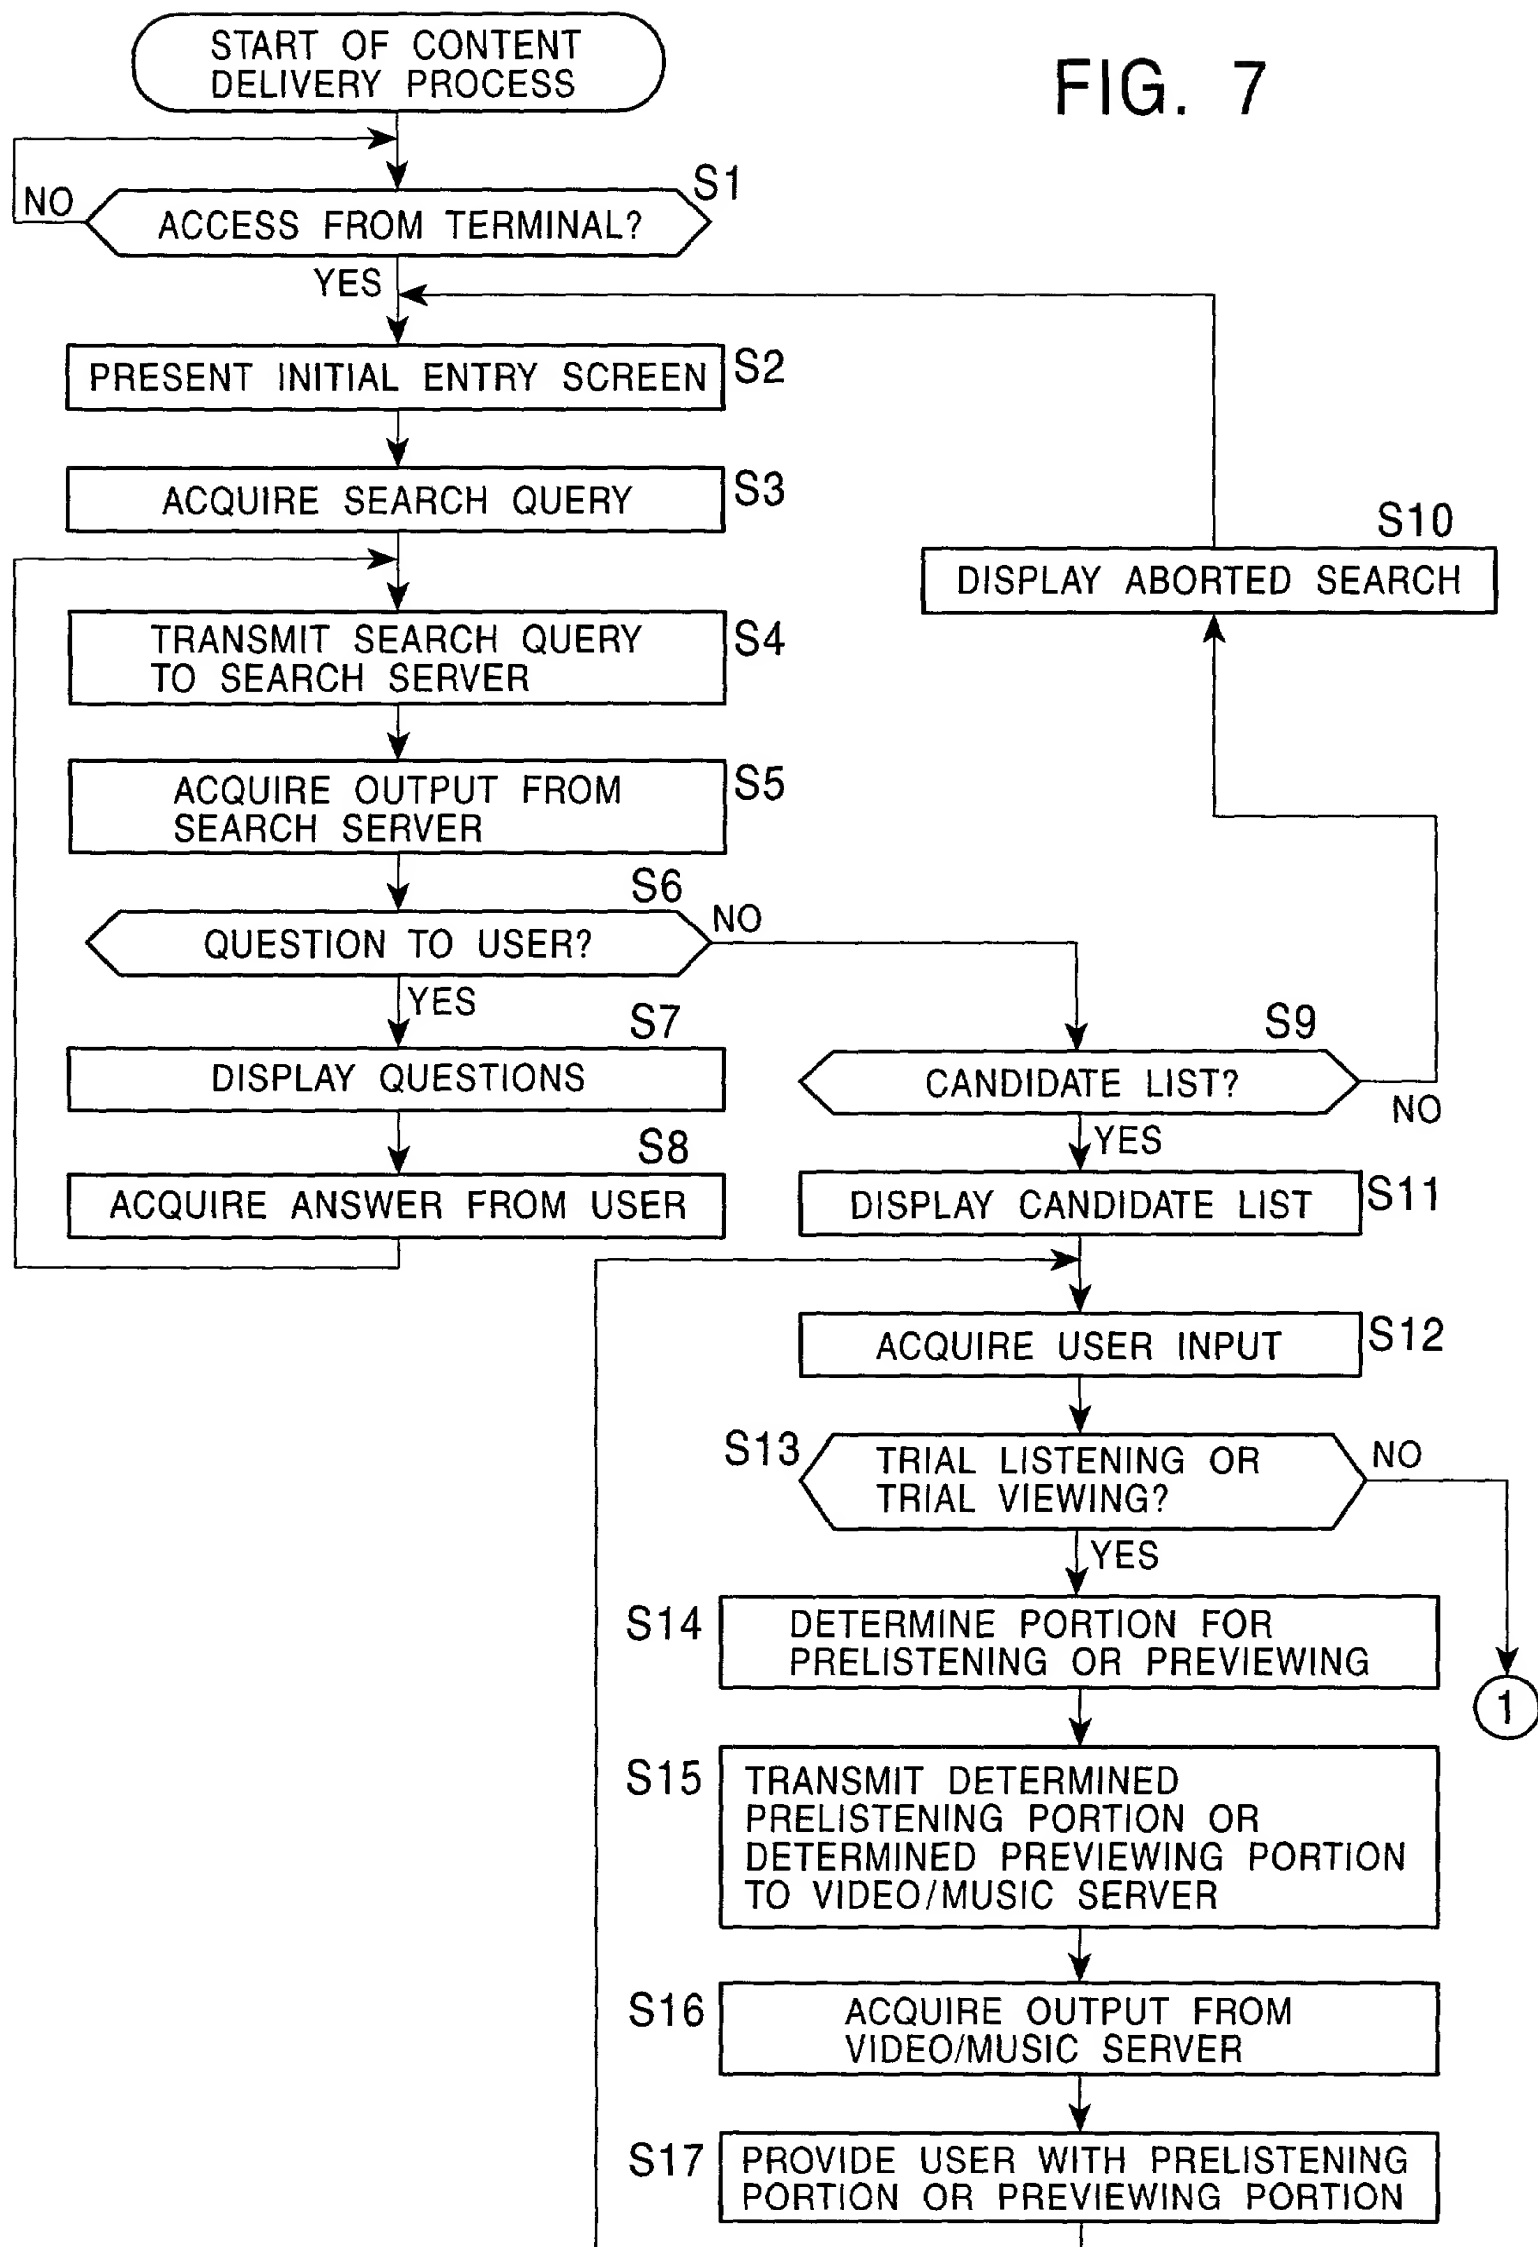 START OF CONTENT
DELIVERY PROCESS
FIG. 7
NO
S1
ACCESS FROM TERMINAL?
YES
PRESENT INITIAL ENTRY SCREEN
S2
ACQUIRE SEARCH QUERY
S3
S10
DISPLAY ABORTED SEARCH
TRANSMIT SEARCH QUERY
TO SEARCH SERVER
S4
ACQUIRE OUTPUT FROM
SEARCH SERVER
S5
S6
QUESTION TO USER?
NO
YES
S7
DISPLAY QUESTIONS
S9
CANDIDATE LIST?
NO
YES
S8
ACQUIRE ANSWER FROM USER
DISPLAY CANDIDATE LIST
S11
ACQUIRE USER INPUT
S12
S13
TRIAL LISTENING OR
TRIAL VIEWING?
NO
YES
S14
DETERMINE PORTION FOR
PRELISTENING OR PREVIEWING
1
S15
TRANSMIT DETERMINED
PRELISTENING PORTION OR
DETERMINED PREVIEWING PORTION
TO VIDEO/MUSIC SERVER
S16
ACQUIRE OUTPUT FROM
VIDEO/MUSIC SERVER
S17
PROVIDE USER WITH PRELISTENING
PORTION OR PREVIEWING PORTION